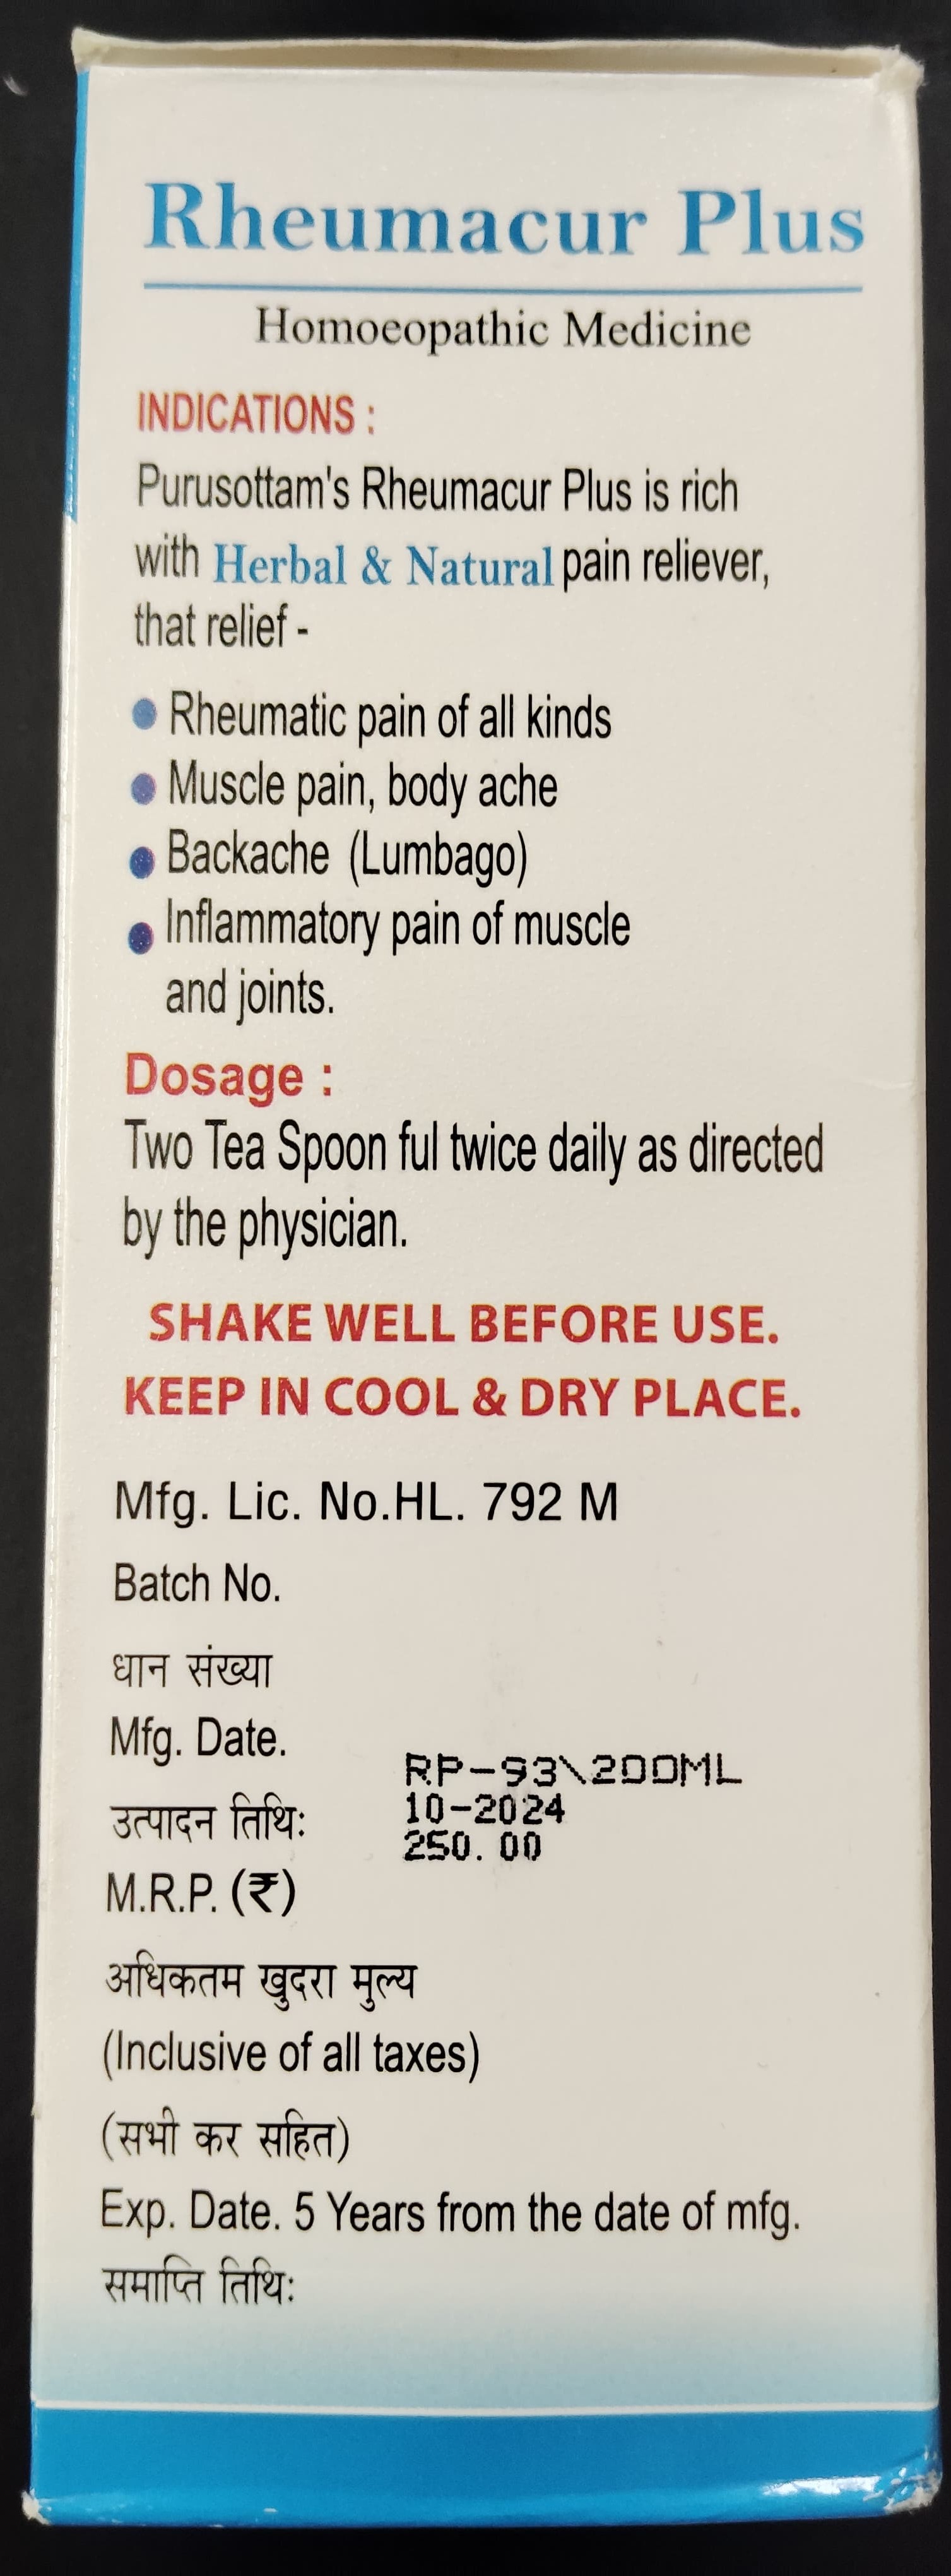 Rheumacur Plus
Homoeopathic Medicine
INDICATIONS :
Purusottam's Rheumacur Plus is rich
with Herbal & Natural pain reliever,
that relief -
• Rheumatic pain of all kinds
• Muscle pain, body ache
• Backache (Lumbago)
• Inflammatory pain of muscle
and joints.
Dosage :
Two Tea Spoon ful twice daily as directed
by the physician.
SHAKE WELL BEFORE USE.
KEEP IN COOL & DRY PLACE.
Mfg. Lic. No.HL. 792 M
Batch No.
धान संख्या
Mfg. Date.
RP-93\200ML
उत्पादन तिथि:
10-2024
250.00
M.R.P. (₹)
अधिकतम खुदरा मुल्य
(Inclusive of all taxes)
(सभी कर सहित)
Exp. Date. 5 Years from the date of mfg.
समाप्ति तिथि: